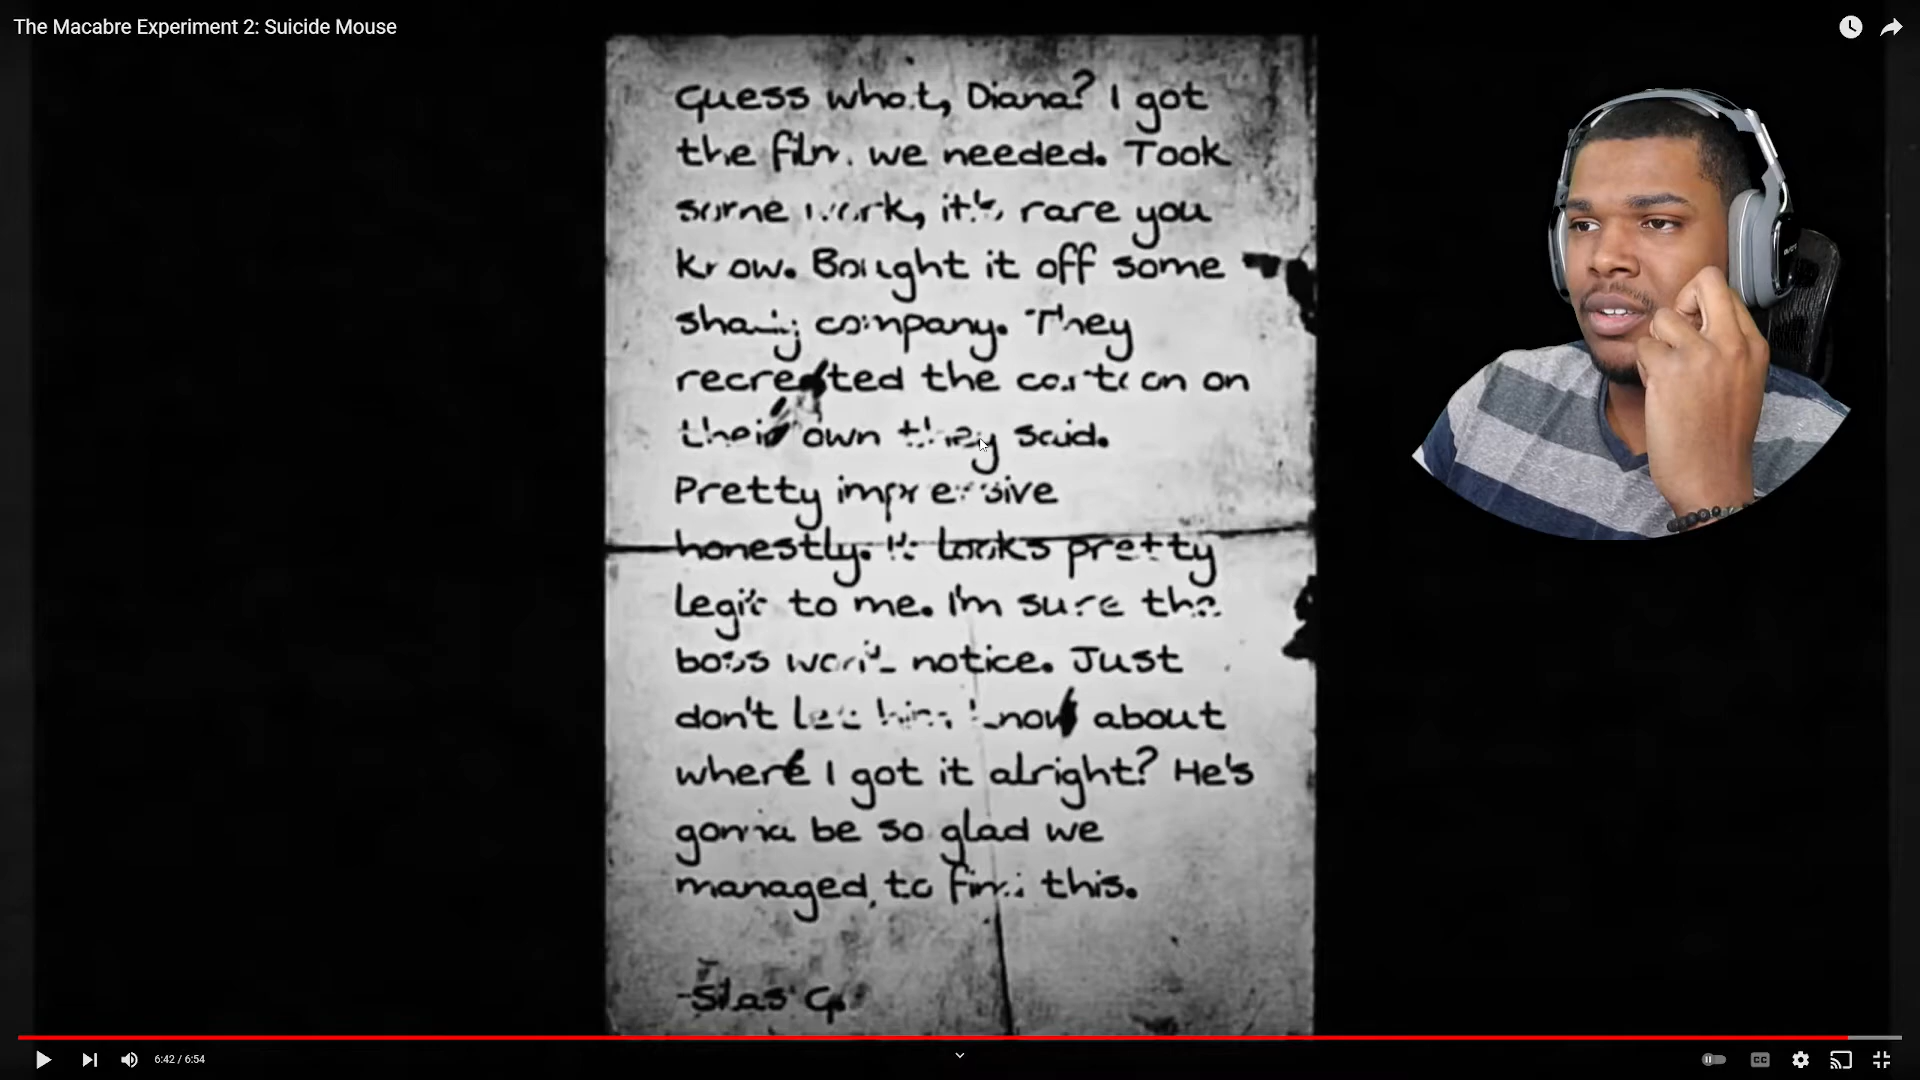 The Macabre Experiment 2: Suicide Mouse
Guess what, Diana? I got
the film we needed. Took
some work, it's rare you
know. Bought it off some
shady company. They
recreated the cartoon on
their own they said.
Pretty impressive
honestly. It looks pretty
legit to me. I'm sure the
boss won't notice. Just
don't let him know about
where I got it alright? He's
gonna be so glad we
managed to find this.
G.
6:42 / 6:54
CC